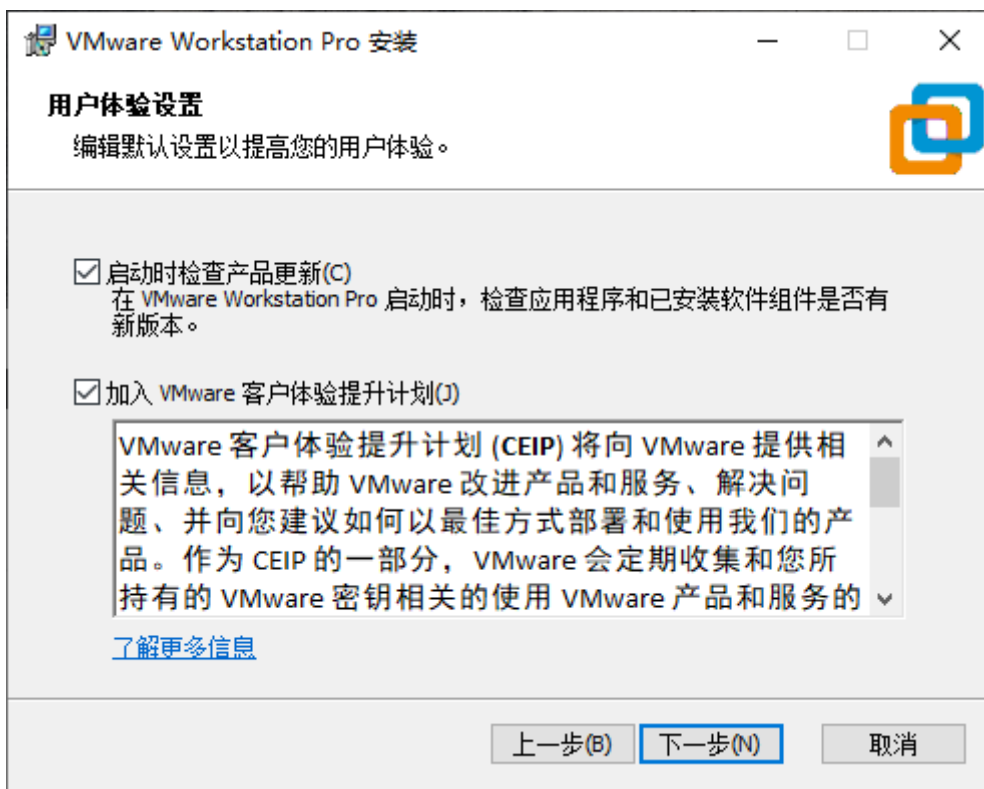 VMware Workstation Pro 安装
用户体验设置
编辑默认设置以提高您的用户体验。
启动时检查产品更新(C)
在 VMware Workstation Pro 启动时，检查应用程序和已安装软件组件是否有
新版本。
加入 VMware 客户体验提升计划(J)
VMware 客户体验提升计划 (CEIP) 将向 VMware 提供相
关信息，以帮助 VMware 改进产品和服务、解决问
题、并向您建议如何以最佳方式部署和使用我们的产
品。作为 CEIP 的一部分，VMware 会定期收集和您所
持有的 VMware 密钥相关的使用 VMware 产品和服务的
了解更多信息
上一步(B) 下一步(N) 取消